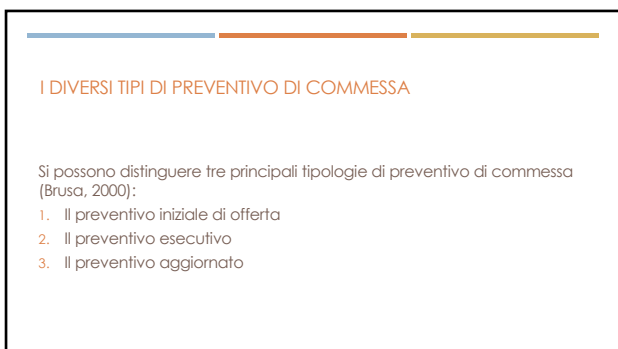 I DIVERSI TIPI DI PREVENTIVO DI COMMESSA
Si possono distinguere tre principali tipologie di preventivo di commessa
(Brusa, 2000):
1. Il preventivo iniziale di offerta
2. Il preventivo esecutivo
3. Il preventivo aggiornato